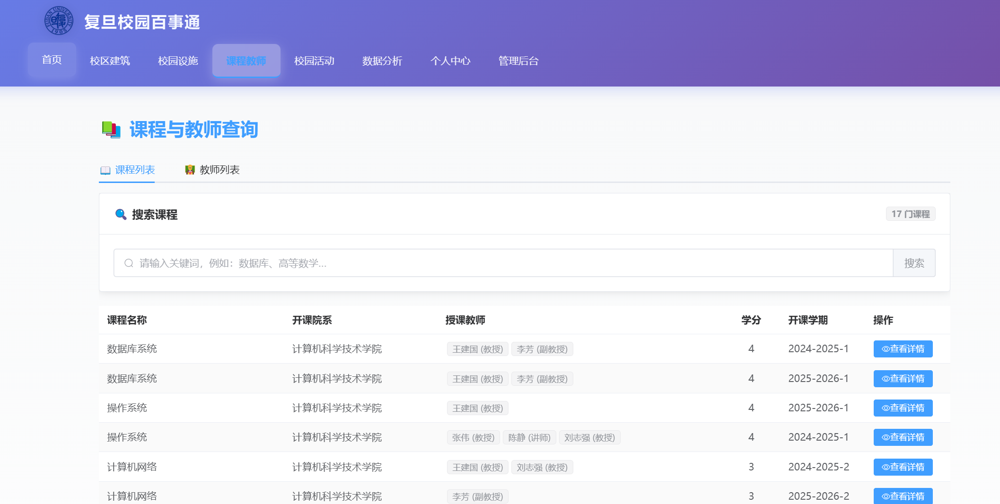 FUDAN UNIVERSITY 1905
复旦校园百事通
首页 校区建筑 校园设施 课程教师 校园活动 数据分析 个人中心 管理后台
课程与教师查询
课程列表 教师列表
搜索课程 17 门课程
请输入关键词，例如：数据库、高等数学... 搜索
课程名称 开课院系 授课教师 学分 开课学期 操作
数据库系统 计算机科学技术学院 王建国 (教授) 李芳 (副教授) 4 2024-2025-1 查看详情
数据库系统 计算机科学技术学院 王建国 (教授) 李芳 (副教授) 4 2025-2026-1 查看详情
操作系统 计算机科学技术学院 王建国 (教授) 4 2025-2026-1 查看详情
操作系统 计算机科学技术学院 张伟 (教授) 陈静 (讲师) 刘志强 (教授) 4 2024-2025-1 查看详情
计算机网络 计算机科学技术学院 王建国 (教授) 刘志强 (教授) 3 2024-2025-2 查看详情
计算机网络 计算机科学技术学院 李芳 (副教授) 3 2025-2026-2 查看详情